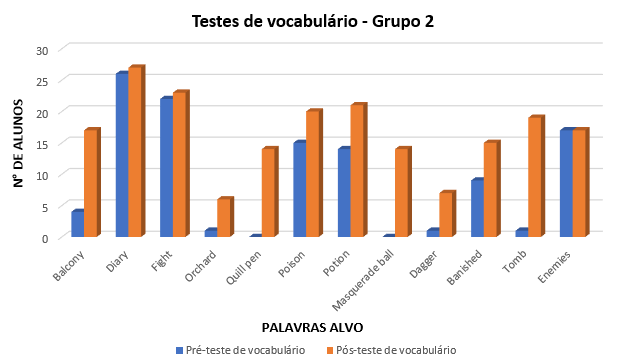 Testes de vocabulário - Grupo 2
30
25
20
15
10
5
0
Nº DE ALUNOS
Balcony
Diary
Fight
Orchard
Quill pen
Poison
Potion
Masquerade ball
Dagger
Banished
Tomb
Enemies
PALAVRAS ALVO
Pré-teste de vocabulário
Pós-teste de vocabulário